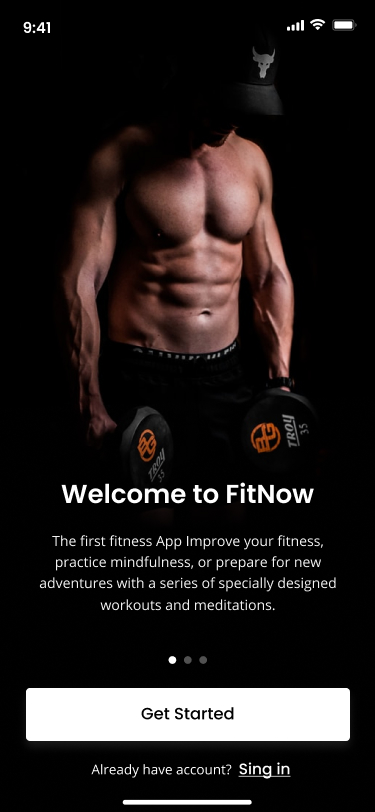 9:41
TROY
35
TROY
35
Welcome to FitNow
The first fitness App Improve your fitness,
practice mindfulness, or prepare for new
adventures with a series of specially designed
workouts and meditations.
Get Started
Already have account? Sing in